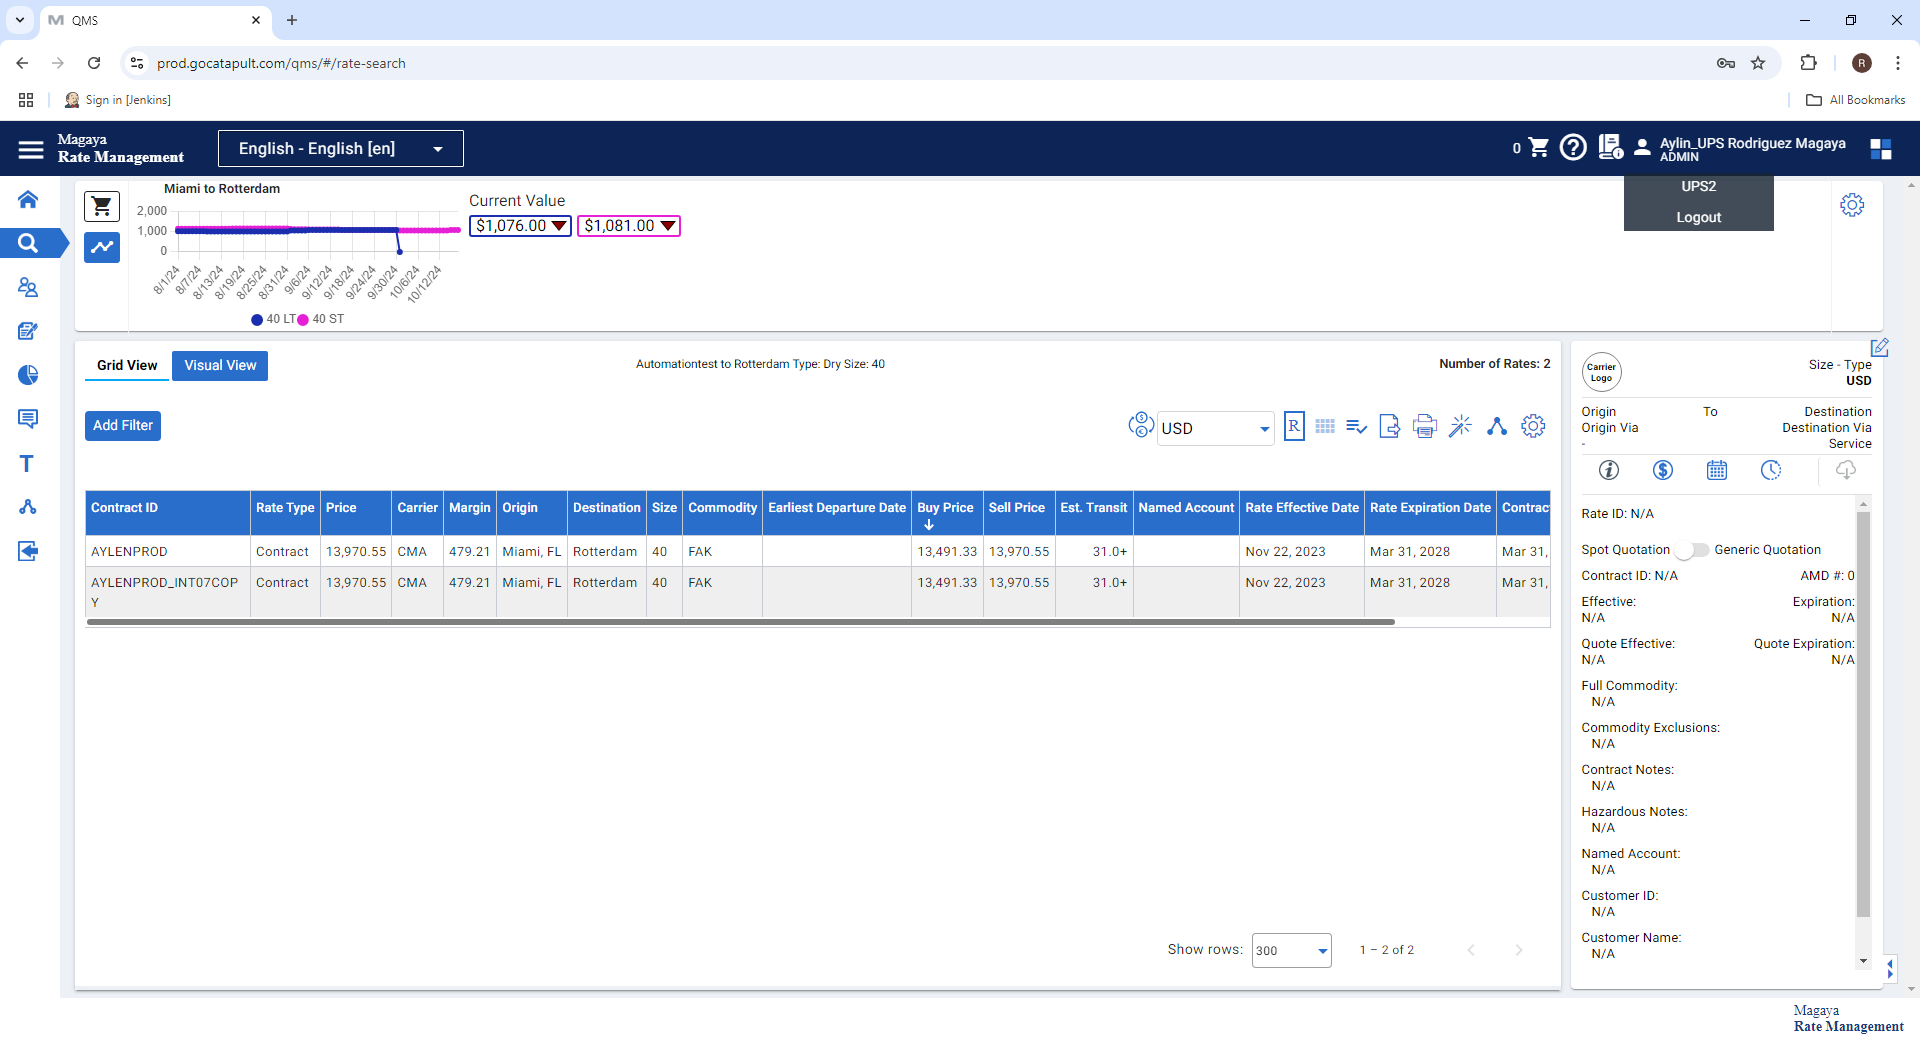 QMS
prod.gocatapult.com/qms/#/rate-search
R
Sign in [Jenkins]
All Bookmarks
Magaya
Rate Management
English - English [en]
0
Aylin_UPS Rodriguez Magaya
ADMIN
UPS2
Logout
Miami to Rotterdam
2,000
1,000
0
8/1/24
8/7/24
8/13/24
8/19/24
8/25/24
8/31/24
9/6/24
9/12/24
9/18/24
9/24/24
9/30/24
10/6/24
10/12/24
40 LT 40 ST
Current Value
$1,076.00 $1,081.00
Grid View Visual View
Automationtest to Rotterdam Type: Dry Size: 40
Number of Rates: 2
Add Filter
USD
R
Contract ID Rate Type Price Carrier Margin Origin Destination Size Commodity Earliest Departure Date Buy Price Sell Price Est. Transit Named Account Rate Effective Date Rate Expiration Date Contrac
AYLENPROD Contract 13,970.55 CMA 479.21 Miami, FL Rotterdam 40 FAK 13,491.33 13,970.55 31.0+ Nov 22, 2023 Mar 31, 2028 Mar 31,
AYLENPROD_INT07COP Contract 13,970.55 CMA 479.21 Miami, FL Rotterdam 40 FAK 13,491.33 13,970.55 31.0+ Nov 22, 2023 Mar 31, 2028 Mar 31,
Y
Show rows: 300 1 – 2 of 2
Carrier
Logo
Size - Type
USD
Origin To Destination
Origin Via Destination Via
- Service
Rate ID: N/A
Spot Quotation Generic Quotation
Contract ID: N/A AMD #: 0
Effective: Expiration:
N/A N/A
Quote Effective: Quote Expiration:
N/A N/A
Full Commodity:
N/A
Commodity Exclusions:
N/A
Contract Notes:
N/A
Hazardous Notes:
N/A
Named Account:
N/A
Customer ID:
N/A
Customer Name:
N/A
Magaya
Rate Management